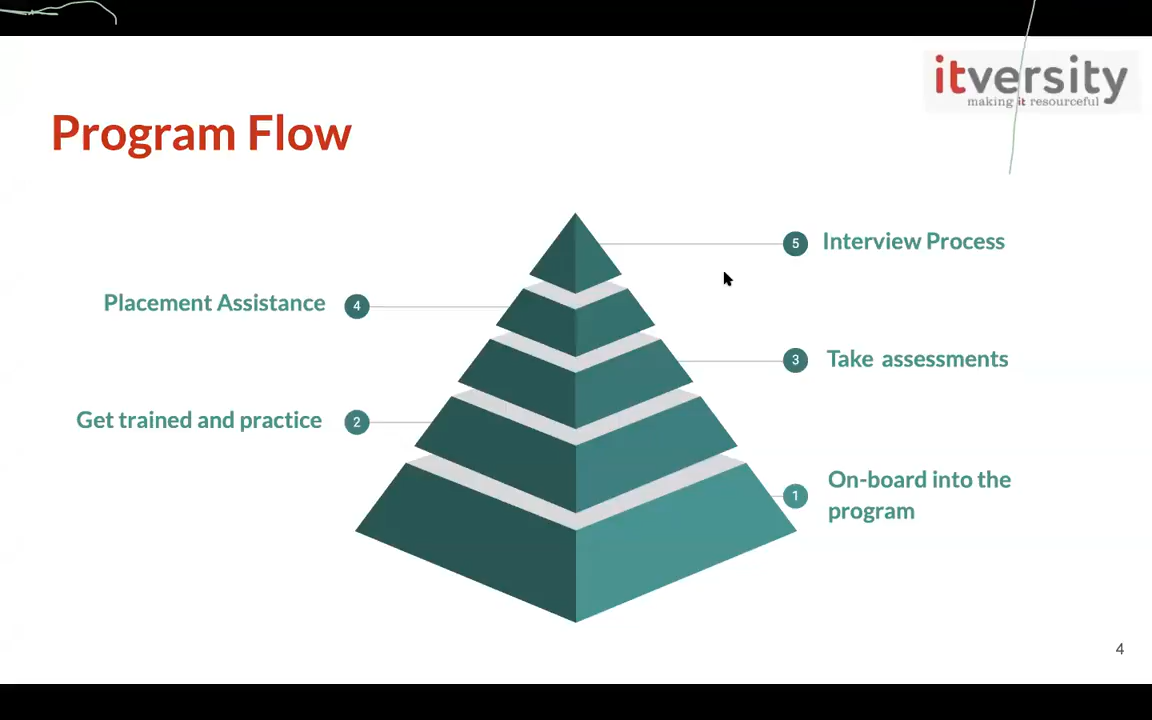 itversity
making it resourceful
Program Flow
5 Interview Process
Placement Assistance 4
3 Take assessments
Get trained and practice 2
1 On-board into the
program
4